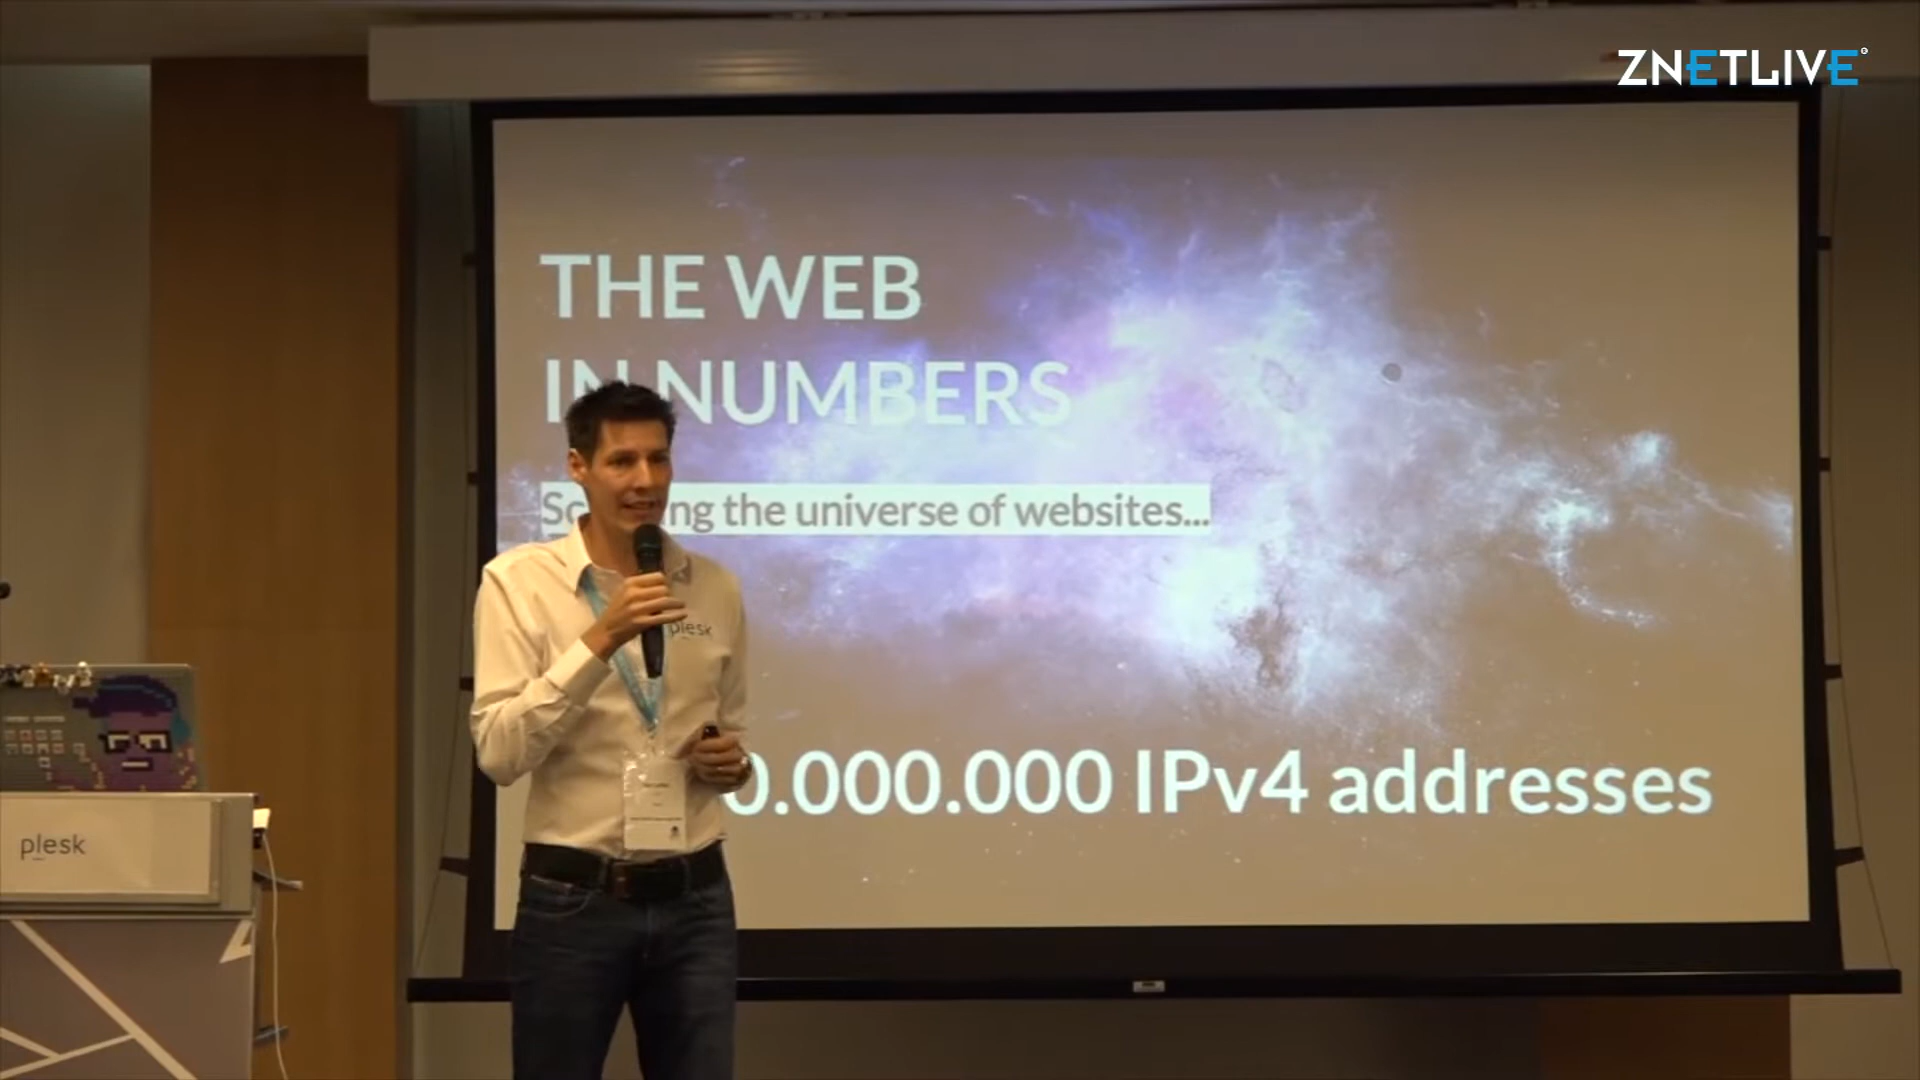 ZNETLIVE
THE WEB
IN NUMBERS
the universe of websites...
plesk
0.000.000 IPv4 addresses
plesk